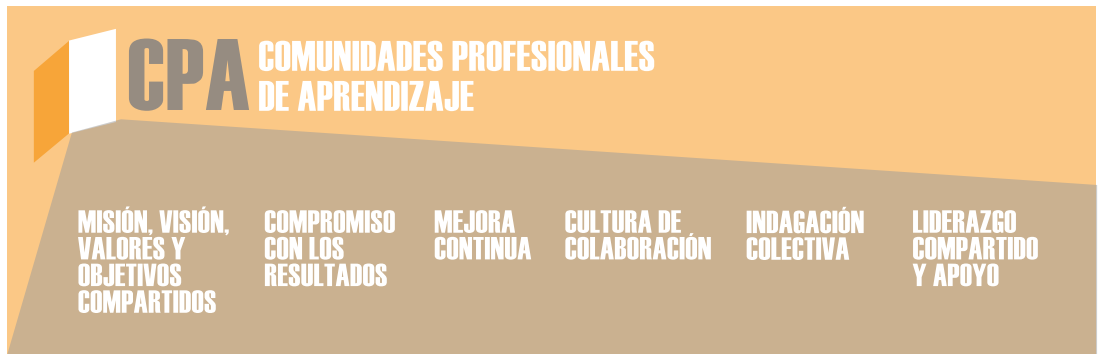 CPA
COMUNIDADES PROFESIONALES
DE APRENDIZAJE
MISIÓN, VISIÓN,
VALORES Y
OBJETIVOS
COMPARTIDOS
COMPROMISO
CON LOS
RESULTADOS
MEJORA
CONTINUA
CULTURA DE
COLABORACIÓN
INDAGACIÓN
COLECTIVA
LIDERAZGO
COMPARTIDO
Y APOYO